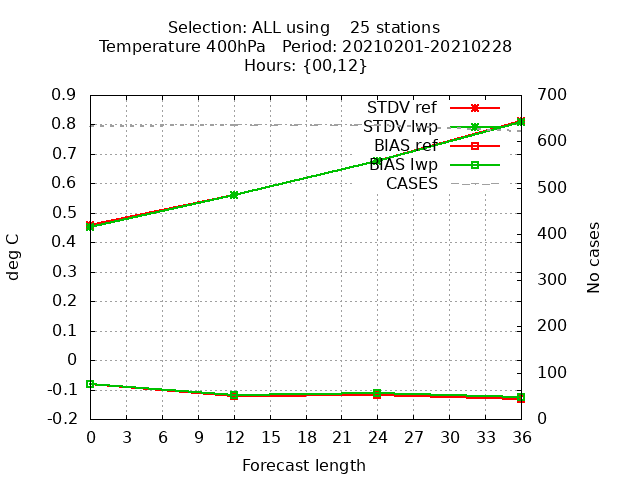 Selection: ALL using    25 stations
Temperature 400hPa   Period: 20210201-20210228
Hours: {00,12}
0.9
0.8
0.7
0.6
0.5
0.4
0.3
0.2
0.1
0
-0.1
-0.2
deg C
STDV ref
STDV lwp
BIAS ref
BIAS lwp
CASES
700
600
500
400
300
200
100
0
No cases
0 3 6 9 12 15 18 21 24 27 30 33 36
Forecast length